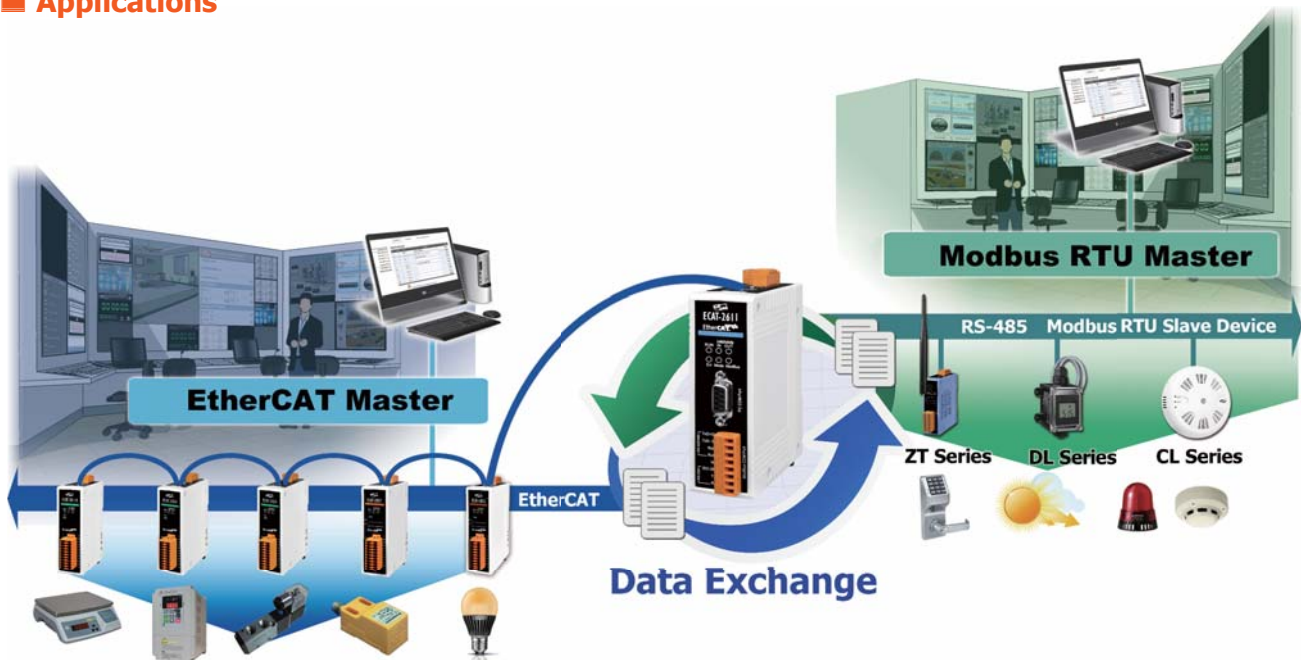 Applications
Modbus RTU Master
RS-485 Modbus RTU Slave Device
ECAT-2611
EtherCAT
EtherCAT Master
ZT Series
DL Series
CL Series
EtherCAT
Data Exchange